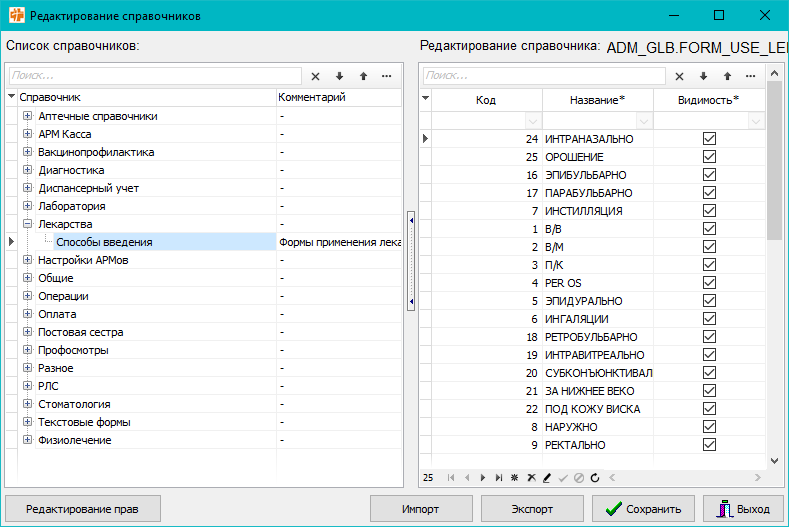 Редактирование справочников
Список справочников:
Редактирование справочника: ADM_GLB.FORM_USE_LE
Поиск...
Поиск...
Справочник Комментарий
Аптечные справочники -
АРМ Касса -
Вакцинопрофилактика -
Диагностика -
Диспансерный учет -
Лаборатория -
Лекарства -
Способы введения Формы применения лека
Настройки АРМов -
Общие -
Операции -
Оплата -
Постовая сестра -
Профосмотры -
Разное -
РЛС -
Стоматология -
Текстовые формы -
Физиолечение -
Код Название* Видимость*
24 ИНТРАНАЗАЛЬНО
25 ОРОШЕНИЕ
16 ЭПИБУЛЬБАРНО
17 ПАРАБУЛЬБАРНО
7 ИНСТИЛЛЯЦИЯ
1 В/В
2 В/М
3 П/К
4 PER OS
5 ЭПИДУРАЛЬНО
6 ИНГАЛЯЦИИ
18 РЕТРОБУЛЬБАРНО
19 ИНТРАВИТРЕАЛЬНО
20 СУБКОНЪЮНКТИВАЛ
21 ЗА НИЖНЕЕ ВЕКО
22 ПОД КОЖУ ВИСКА
8 НАРУЖНО
9 РЕКТАЛЬНО
25
Редактирование прав
Импорт
Экспорт
Сохранить
Выход